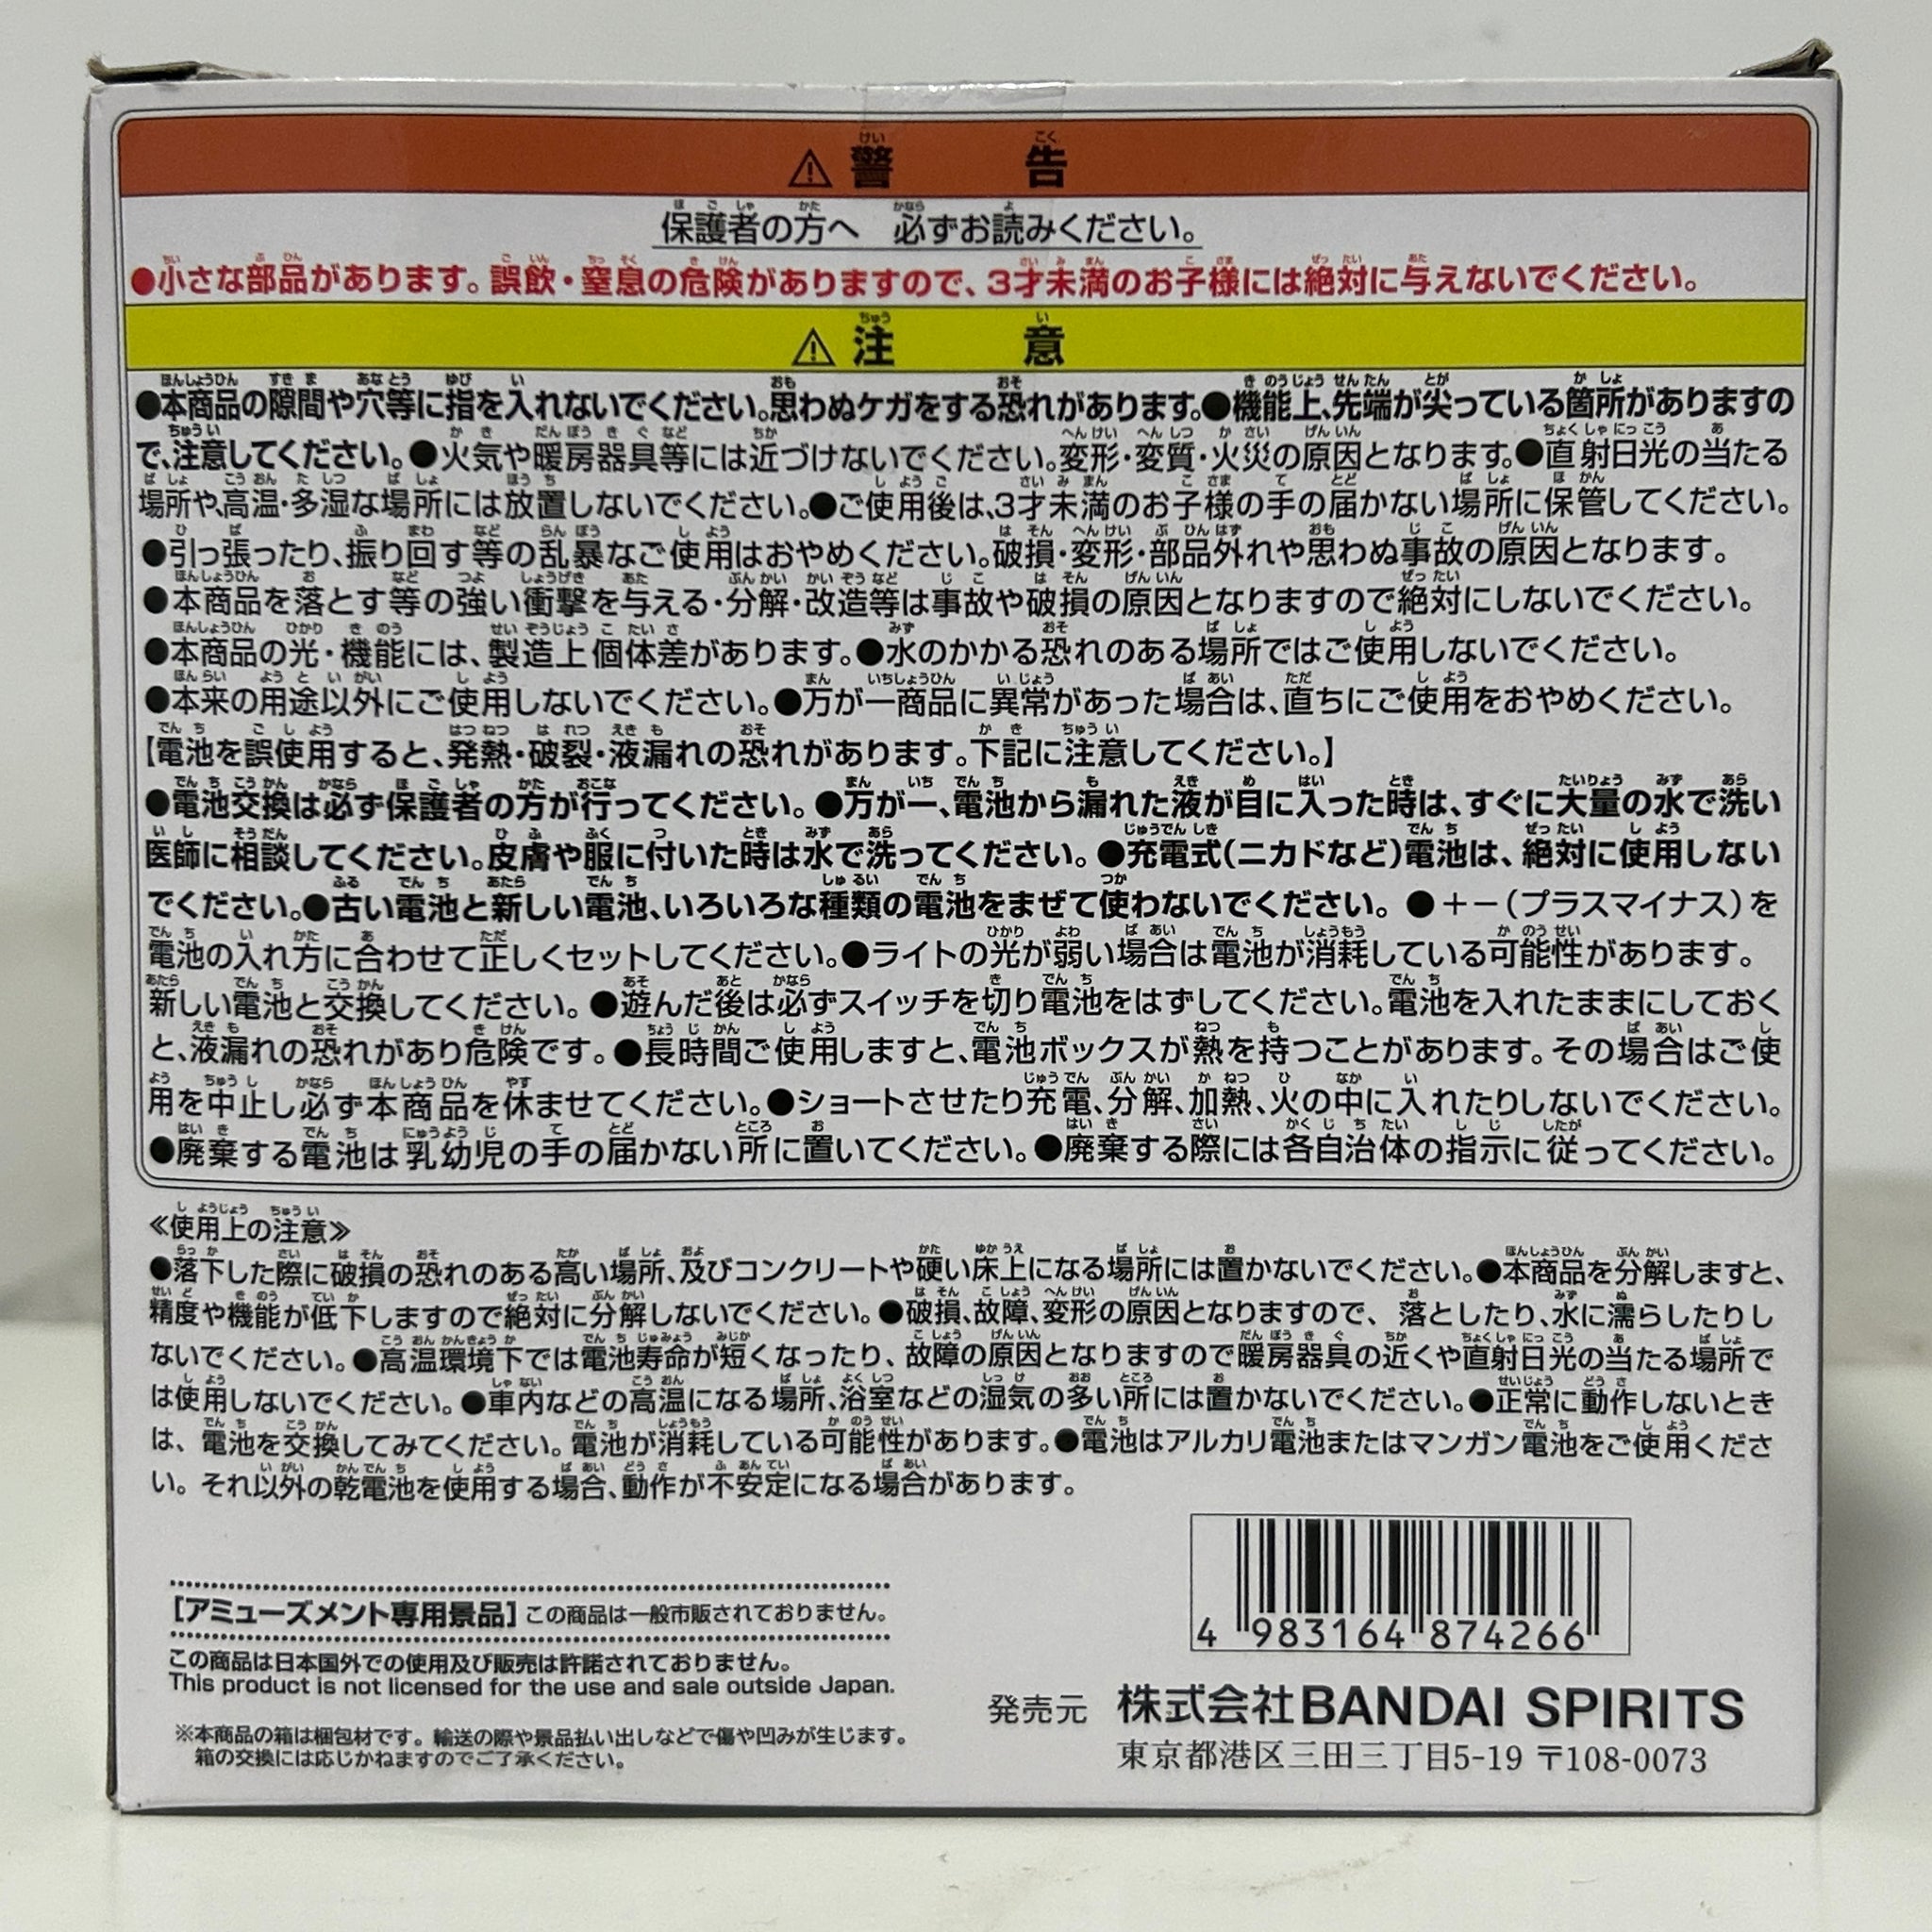 ⚠警告
保護者の方へ 必ずお読みください。
●小さな部品があります。誤飲・窒息の危険がありますので、3才未満のお子様には絶対に与えないでください。
⚠注意
●本商品の隙間や穴等に指を入れないでください。思わぬケガをする恐れがあります。●機能上、先端が尖っている箇所がありますの
で、注意してください。●火気や暖房器具等には近づけないでください。変形・変質・火災の原因となります。●直射日光の当たる
場所や、高温・多湿な場所には放置しないでください。●ご使用後は、3才未満のお子様の手の届かない場所に保管してください。
●引っ張ったり、振り回す等の乱暴なご使用はおやめください。破損・変形・部品外れや思わぬ事故の原因となります。
●本商品を落とす等の強い衝撃を与える・分解・改造等は事故や破損の原因となりますので絶対にしないでください。
●本商品の光・機能には、製造上個体差があります。●水のかかる恐れのある場所ではご使用しないでください。
●本来の用途以外にご使用しないでください。●万が一商品に異常があった場合は、直ちにご使用をおやめください。
【電池を誤使用すると、発熱・破裂・液漏れの恐れがあります。下記に注意してください。】
●電池交換は必ず保護者の方が行ってください。●万が一、電池から漏れた液が目に入った時は、すぐに大量の水で洗い
医師に相談してください。皮膚や服に付いた時は水で洗ってください。●充電式(ニカドなど)電池は、絶対に使用しない
でください。●古い電池と新しい電池、いろいろな種類の電池をまぜて使わないでください。●＋−(プラスマイナス)を
電池の入れ方に合わせて正しくセットしてください。●ライトの光が弱い場合は電池が消耗している可能性があります。
新しい電池と交換してください。●遊んだ後は必ずスイッチを切り電池をはずしてください。電池を入れたままにしておく
と、液漏れの恐れがあり危険です。●長時間ご使用しますと、電池ボックスが熱を持つことがあります。その場合はご使
用を中止し必ず本商品を休ませてください。●ショートさせたり充電、分解、加熱、火の中に入れたりしないでください。
●廃棄する電池は乳幼児の手の届かない所に置いてください。●廃棄する際には各自治体の指示に従ってください。
≪使用上の注意≫
●落下した際に破損の恐れのある高い場所、及びコンクリートや硬い床上になる場所には置かないでください。●本商品を分解しますと、
精度や機能が低下しますので絶対に分解しないでください。●破損、故障、変形の原因となりますので、落としたり、水に濡らしたりし
ないでください。●高温環境下では電池寿命が短くなったり、故障の原因となりますので暖房器具の近くや直射日光の当たる場所で
は使用しないでください。●車内などの高温になる場所、浴室などの湿気の多い所には置かないでください。●正常に動作しないとき
は、電池を交換してみてください。電池が消耗している可能性があります。●電池はアルカリ電池またはマンガン電池をご使用くださ
い。それ以外の乾電池を使用する場合、動作が不安定になる場合があります。
[アミューズメント専用景品]この商品は一般市販されておりません。
この商品は日本国外での使用及び販売は許諾されておりません。
This product is not licensed for the use and sale outside Japan.
※本商品の箱は梱包材です。輸送の際や景品払い出しなどで傷や凹みが生じます。
箱の交換には応じかねますのでご了承ください。
4 983164 874266
発売元 株式会社BANDAI SPIRITS
東京都港区三田三丁目5-19 〒108-0073